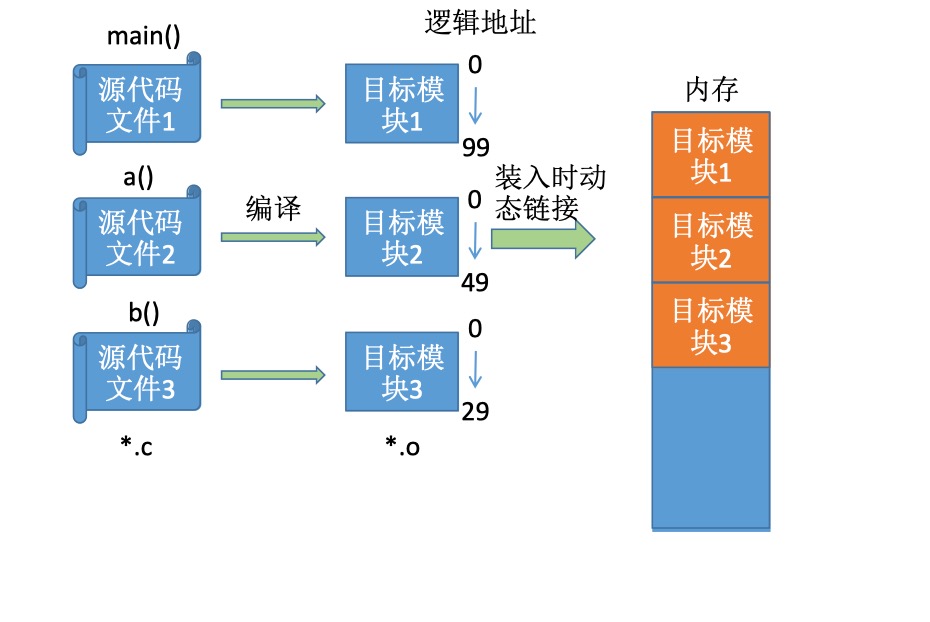 main()
逻辑地址
源代码
文件1
目标模
块1
0
99
内存
目标模
块1
a()
源代码
文件2
编译
目标模
块2
0
49
装入时动
态链接
目标模
块2
b()
源代码
文件3
目标模
块3
0
29
目标模
块3
*.c
*.o